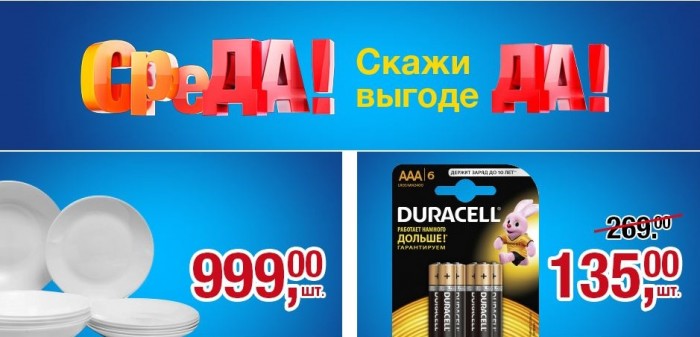 СреДА!
Скажи
выгоде
ДА!
999,00
шт.
AAA|6
ДЕРЖИТ ЗАРЯД ДО 10 ЛЕТ*
DURACELL
РАБОТАЕТ НАМНОГО
ДОЛЬШЕ!
ГАРАНТИРУЕМ
269.00
135,00
шт.